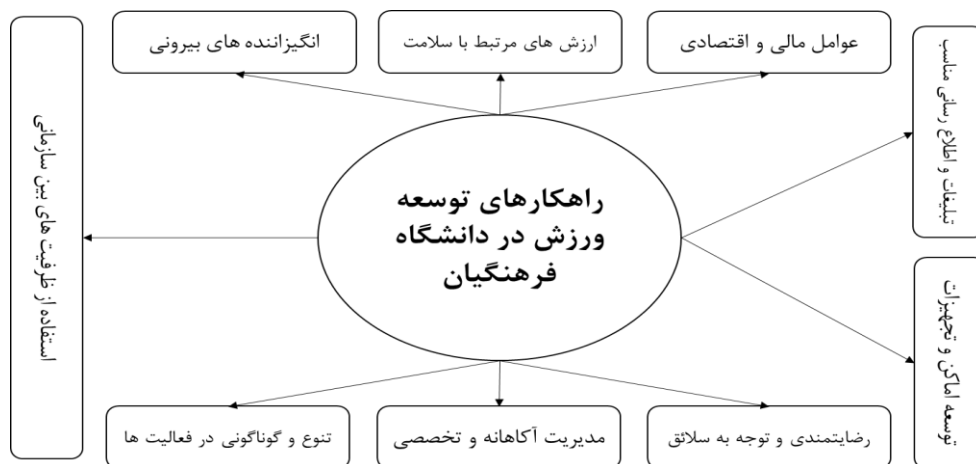 عوامل مالی و اقتصادی
ارزش های مرتبط با سلامت
انگیزاننده های بیرونی
تبلیغات و اطلاع رسانی مناسب
راهکارهای توسعه
ورزش در دانشگاه
فرهنگیان
استفاده از ظرفیت های بین سازمانی
توسعه اماکن و تجهیزات
رضایتمندی و توجه به سلائق
مدیریت آکاهانه و تخصصی
تنوع و گوناگونی در فعالیت ها